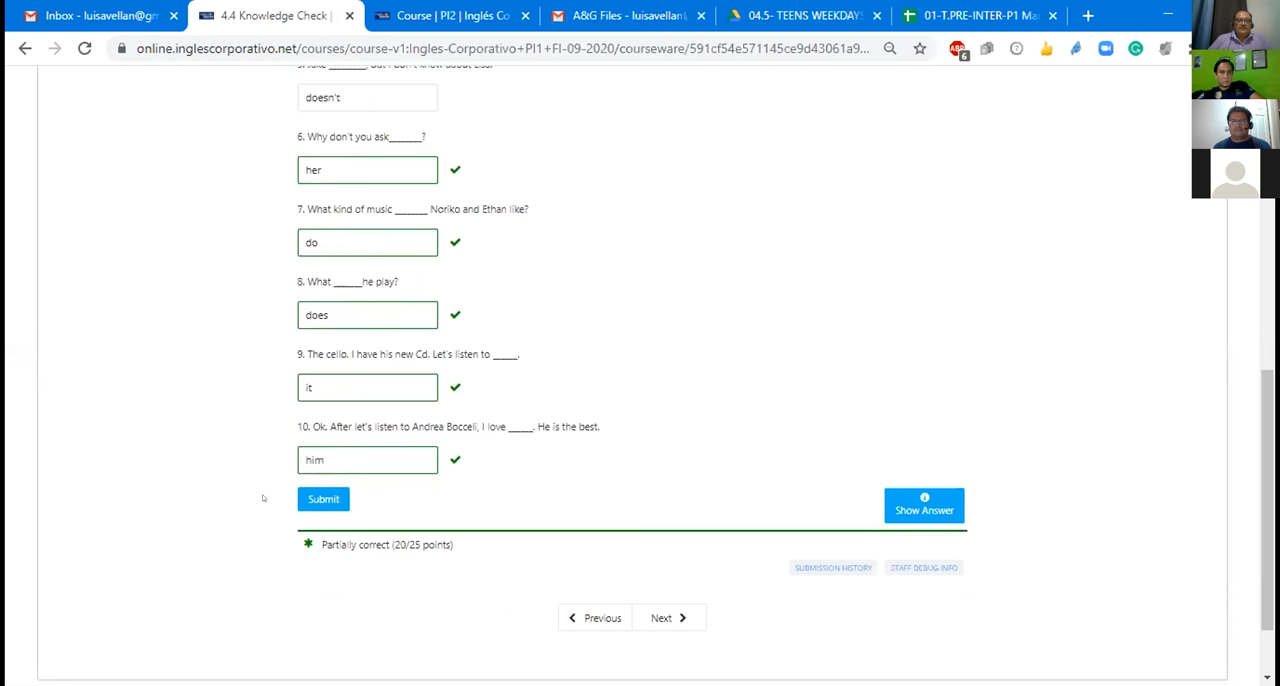 Inbox - luisavellan@gm
4.4 Knowledge Check |
Course | PI2 | Inglés Co
A&G Files - luisavellan@
04.5- TEENS WEEKDAYS
01-T.PRE-INTER-P1 Ma
online.inglescorporativo.net/courses/course-v1:Ingles-Corporativo+PI1+FI-09-2020/courseware/591cf54e571145ce9d43061a9...
ABP
6
doesn't
6. Why don't you ask______?
her
7. What kind of music ______ Noriko and Ethan like?
do
8. What ______he play?
does
9. The cello. I have his new Cd. Let's listen to _____.
it
10. Ok. After let's listen to Andrea Bocceli, I love _____. He is the best.
him
Submit
Show Answer
Partially correct (20/25 points)
SUBMISSION HISTORY
STAFF DEBUG INFO
Previous
Next